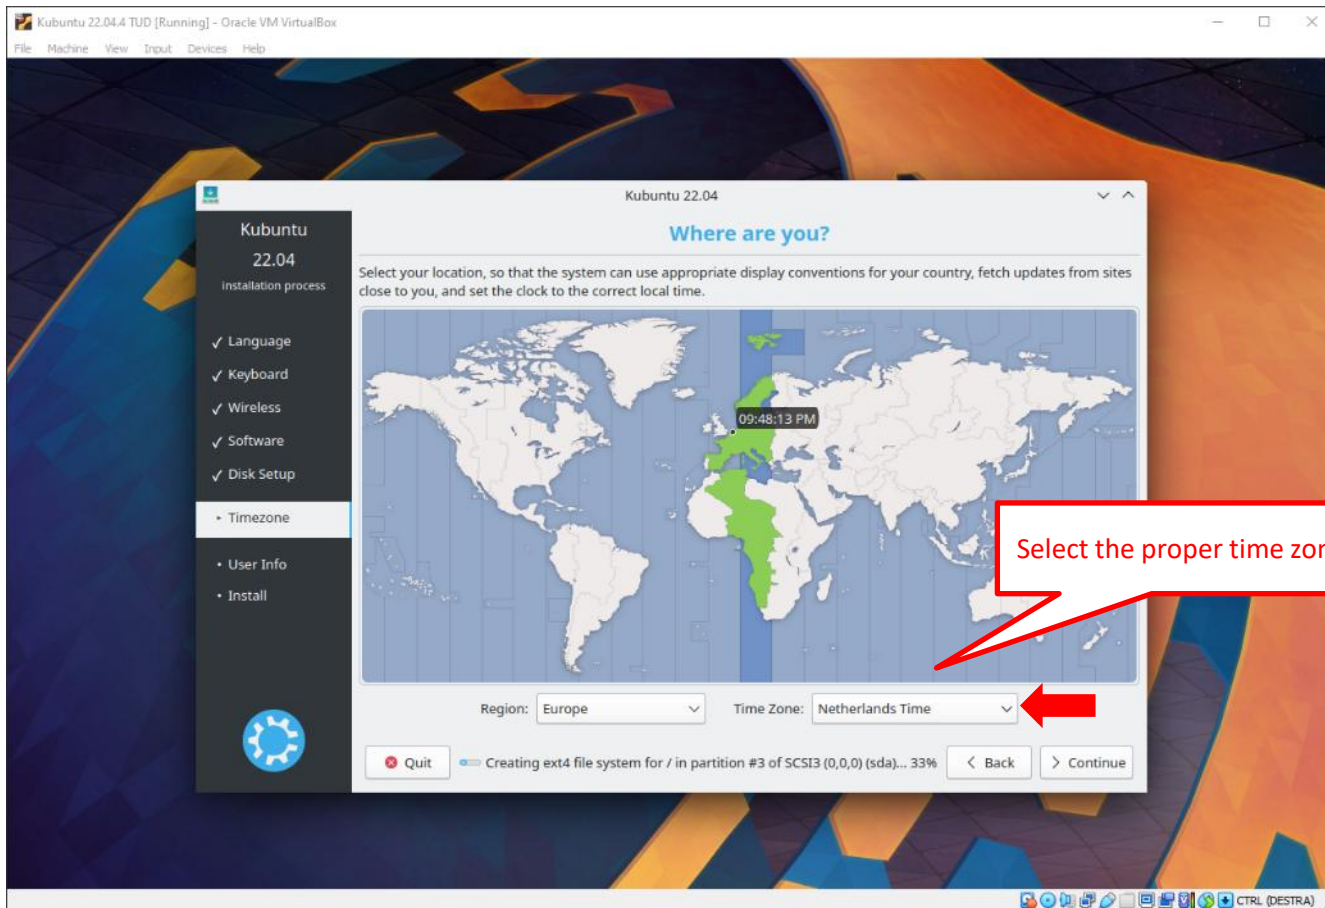 Kubuntu 22.04.4 TUD [Running] - Oracle VM VirtualBox
File Machine View Input Devices Help
Kubuntu 22.04
Kubuntu
22.04
installation process
✓ Language
✓ Keyboard
✓ Wireless
✓ Software
✓ Disk Setup
Timezone
• User Info
• Install
Where are you?
Select your location, so that the system can use appropriate display conventions for your country, fetch updates from sites
close to you, and set the clock to the correct local time.
09:48:13 PM
Select the proper time
Region: Europe Time Zone: Netherlands Time
Quit Creating ext4 file system for / in partition #3 of SCSI3 (0,0,0) (sda)... 33% < Back > Continue
CTRL (DESTRA)